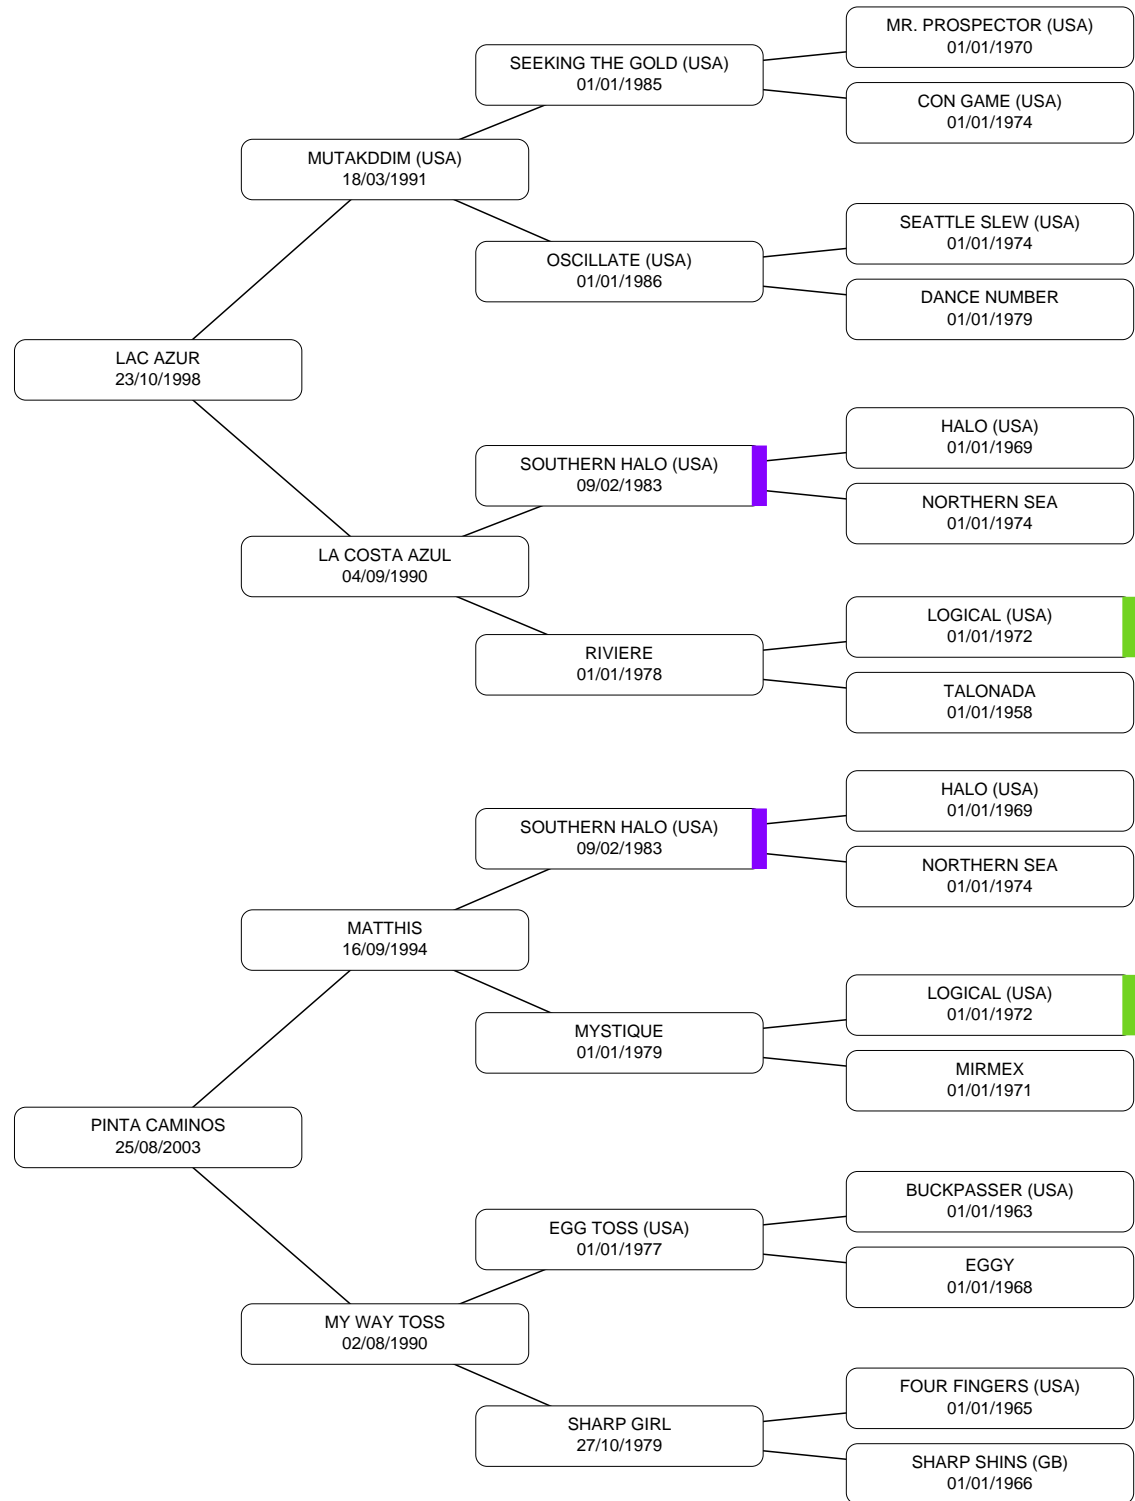 MR. PROSPECTOR (USA)
01/01/1970
SEEKING THE GOLD (USA)
01/01/1985
CON GAME (USA)
01/01/1974
MUTAKDDIM (USA)
18/03/1991
SEATTLE SLEW (USA)
01/01/1974
OSCILLATE (USA)
01/01/1986
DANCE NUMBER
01/01/1979
LAC AZUR
23/10/1998
HALO (USA)
01/01/1969
SOUTHERN HALO (USA)
09/02/1983
NORTHERN SEA
01/01/1974
LA COSTA AZUL
04/09/1990
LOGICAL (USA)
01/01/1972
RIVIERE
01/01/1978
TALONADA
01/01/1958
HALO (USA)
01/01/1969
SOUTHERN HALO (USA)
09/02/1983
NORTHERN SEA
01/01/1974
MATTHIS
16/09/1994
LOGICAL (USA)
01/01/1972
MYSTIQUE
01/01/1979
MIRMEX
01/01/1971
PINTA CAMINOS
25/08/2003
BUCKPASSER (USA)
01/01/1963
EGG TOSS (USA)
01/01/1977
EGGY
01/01/1968
MY WAY TOSS
02/08/1990
FOUR FINGERS (USA)
01/01/1965
SHARP GIRL
27/10/1979
SHARP SHINS (GB)
01/01/1966